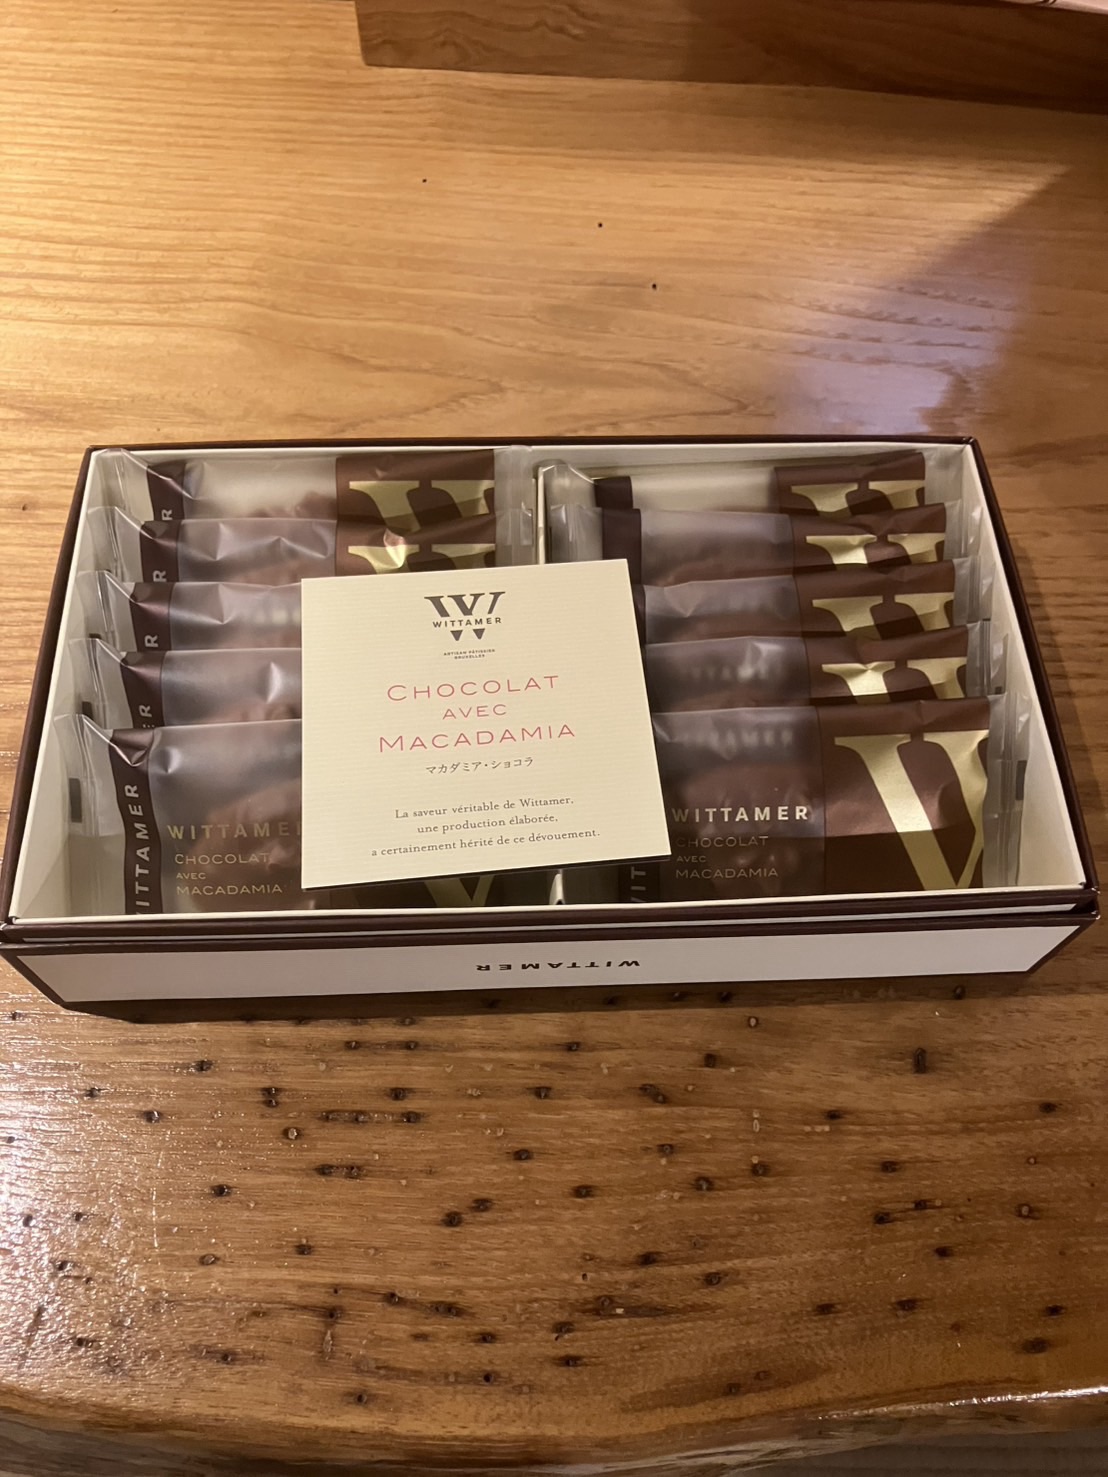 W
WITTAMER
ARTISAN PÂTISSIER
BRUXELLES
CHOCOLAT
AVEC
MACADAMIA
マカダミア・ショコラ
La saveur véritable de Wittamer,
une production élaborée,
a certainement hérité de ce dévouement.
WITTAMER
WITTAMER
CHOCOLAT
AVEC
MACADAMIA
WITTAMER
CHOCOLAT
AVEC
MACADAMIA
W
WITTAMER